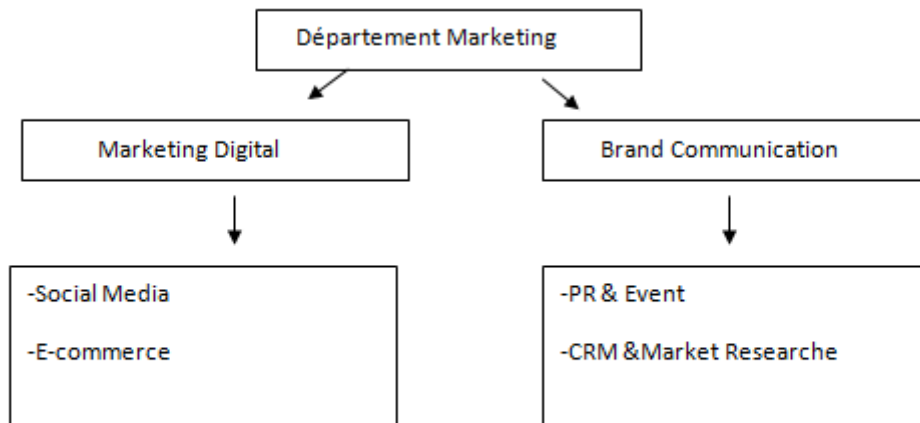 Département Marketing
Marketing Digital
Brand Communication
-Social Media
-E-commerce
-PR & Event
-CRM &Market Researche